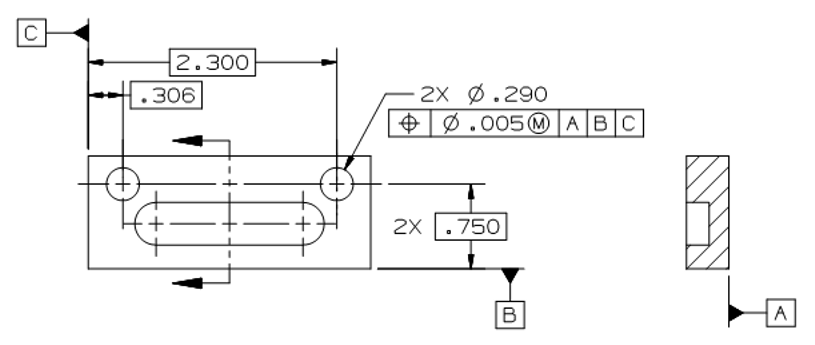 C
2.300
.306
2X Ø.290
⌖ Ø.005Ⓜ A B C
2X .750
B
A